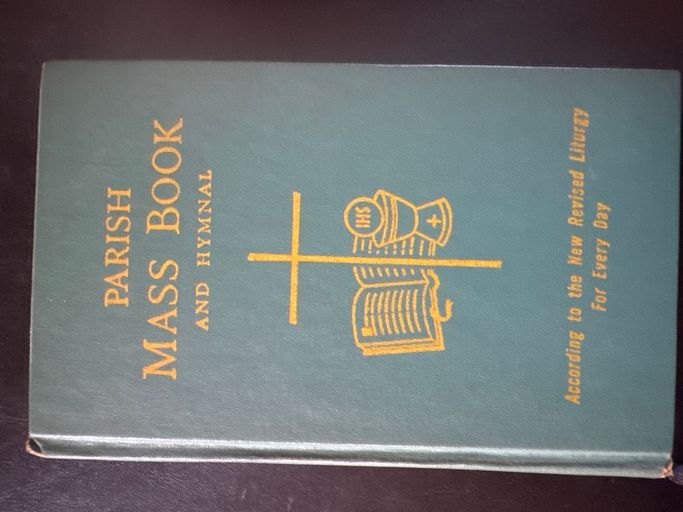 PARISH
MASS BOOK
AND HYMNAL
IHS
According to the New Revised Liturgy
For Every Day